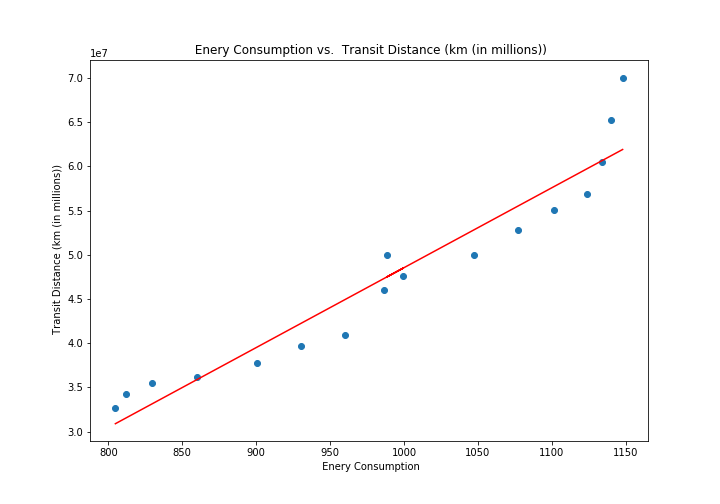 Enery Consumption vs.  Transit Distance (km (in millions))
1e7
7.0
6.5
6.0
5.5
5.0
4.5
4.0
3.5
3.0
Transit Distance (km (in millions))
800 850 900 950 1000 1050 1100 1150
Enery Consumption